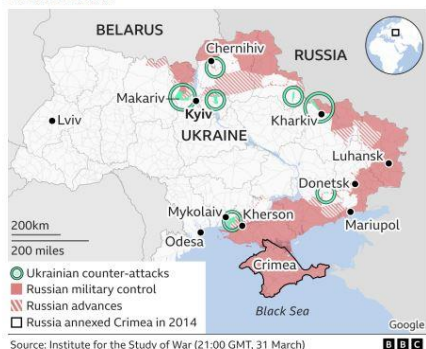 BELARUS
Chernihiv
RUSSIA
Makariv
Kyiv
Lviv
UKRAINE
Kharkiv
Luhansk
Donetsk
200km
200 miles
Mykolaiv
Kherson
Mariupol
Odesa
Crimea
Ukrainian counter-attacks
Russian military control
Russian advances
Russia annexed Crimea in 2014
Black Sea
Google
Source: Institute for the Study of War (21:00 GMT, 31 March)
BBC